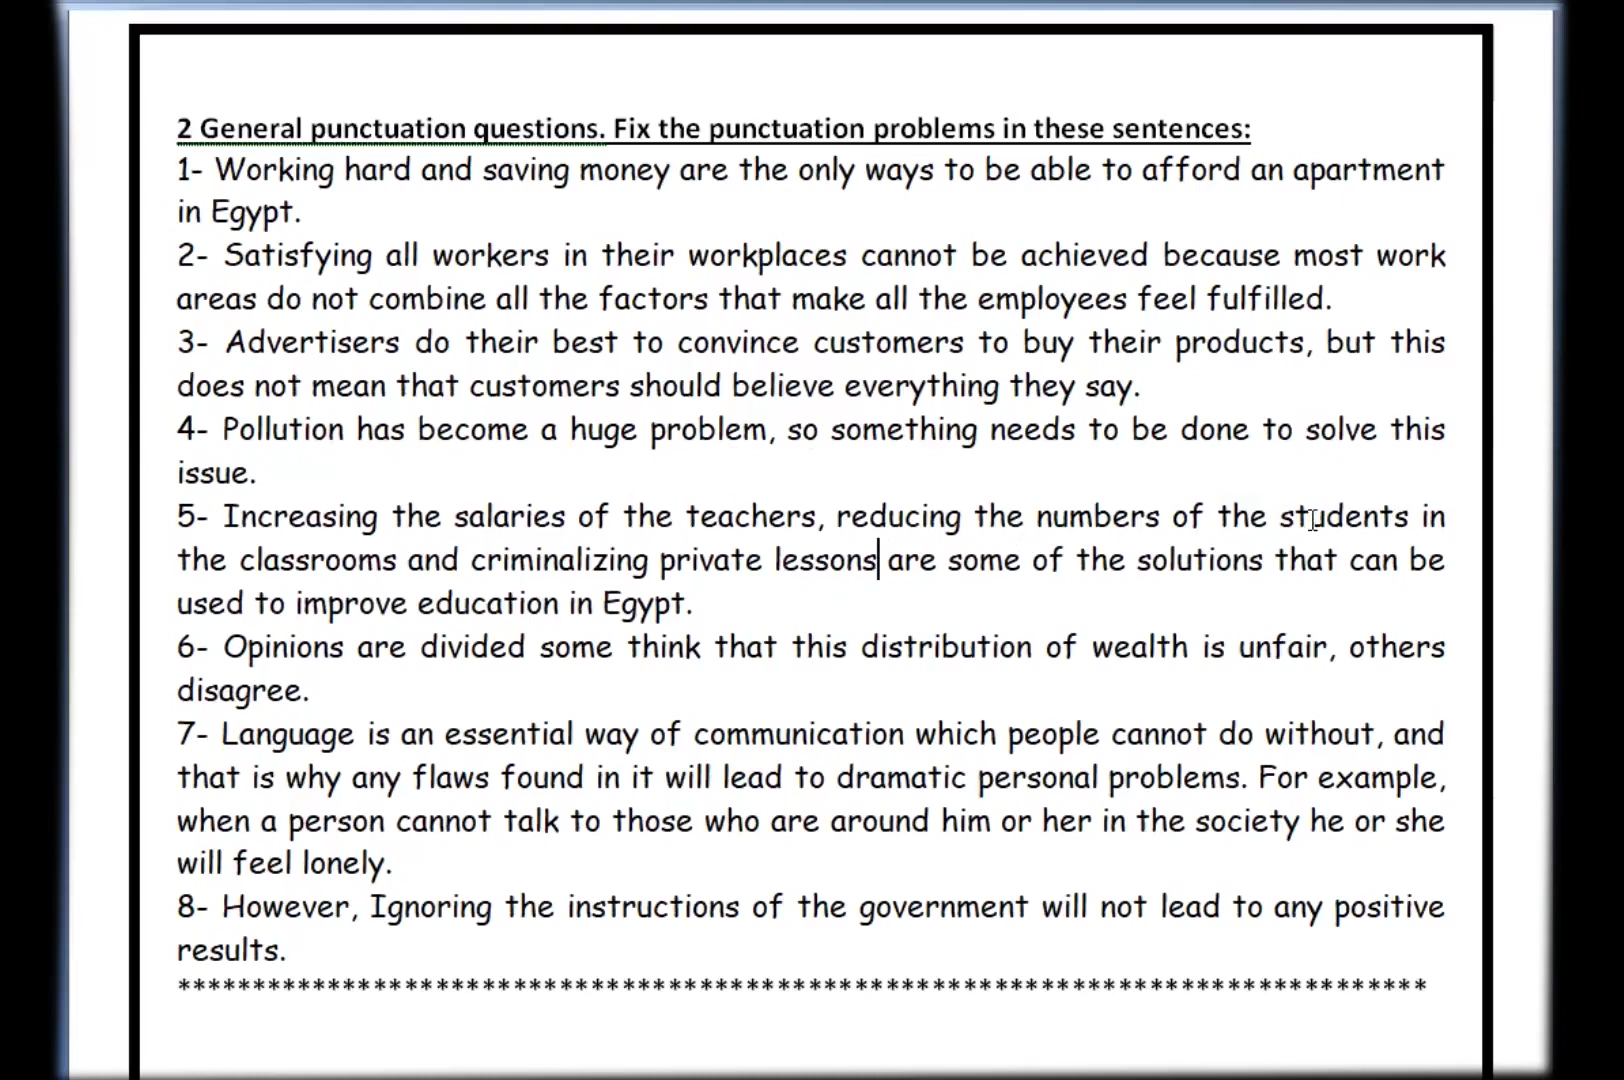 2 General punctuation questions. Fix the punctuation problems in these sentences:
1- Working hard and saving money are the only ways to be able to afford an apartment
in Egypt.
2- Satisfying all workers in their workplaces cannot be achieved because most work
areas do not combine all the factors that make all the employees feel fulfilled.
3- Advertisers do their best to convince customers to buy their products, but this
does not mean that customers should believe everything they say.
4- Pollution has become a huge problem, so something needs to be done to solve this
issue.
5- Increasing the salaries of the teachers, reducing the numbers of the students in
the classrooms and criminalizing private lessons are some of the solutions that can be
used to improve education in Egypt.
6- Opinions are divided some think that this distribution of wealth is unfair, others
disagree.
7- Language is an essential way of communication which people cannot do without, and
that is why any flaws found in it will lead to dramatic personal problems. For example,
when a person cannot talk to those who are around him or her in the society he or she
will feel lonely.
8- However, Ignoring the instructions of the government will not lead to any positive
results.
***********************************************************************************